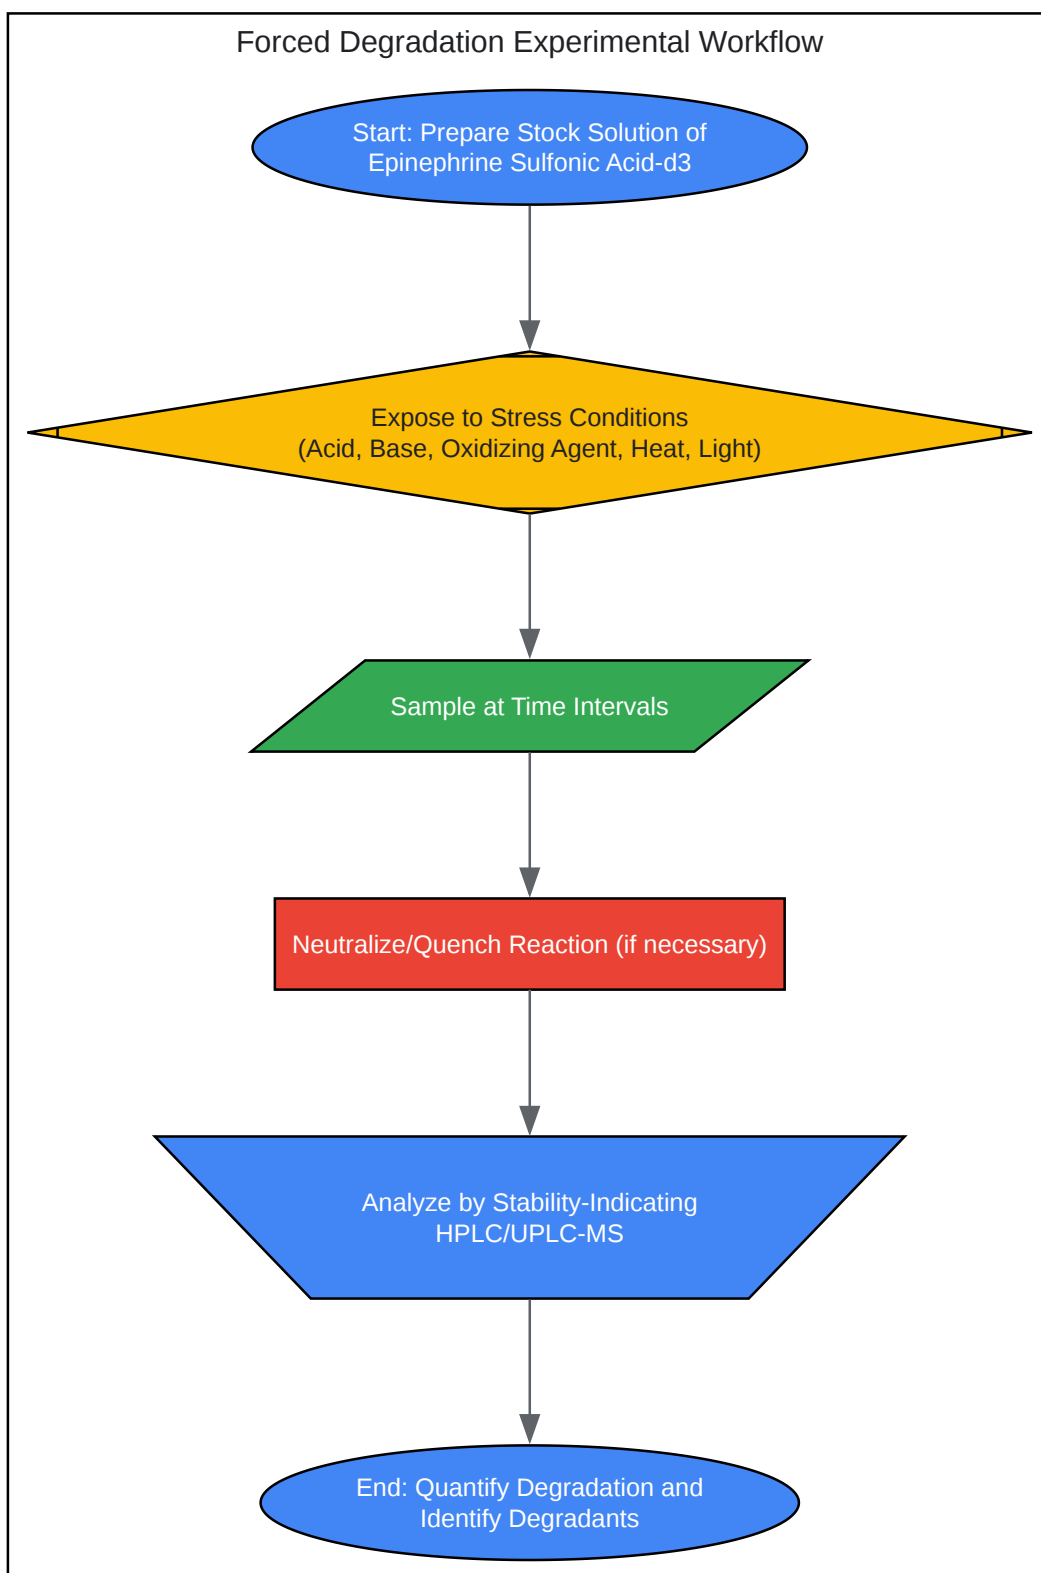 Forced Degradation Experimental Workflow
Start: Prepare Stock Solution of
Epinephrine Sulfonic Acid-d3
Expose to Stress Conditions
(Acid, Base, Oxidizing Agent, Heat, Light)
Sample at Time Intervals
Neutralize/Quench Reaction (if necessary)
Analyze by Stability-Indicating
HPLC/UPLC-MS
End: Quantify Degradation and
Identify Degradants